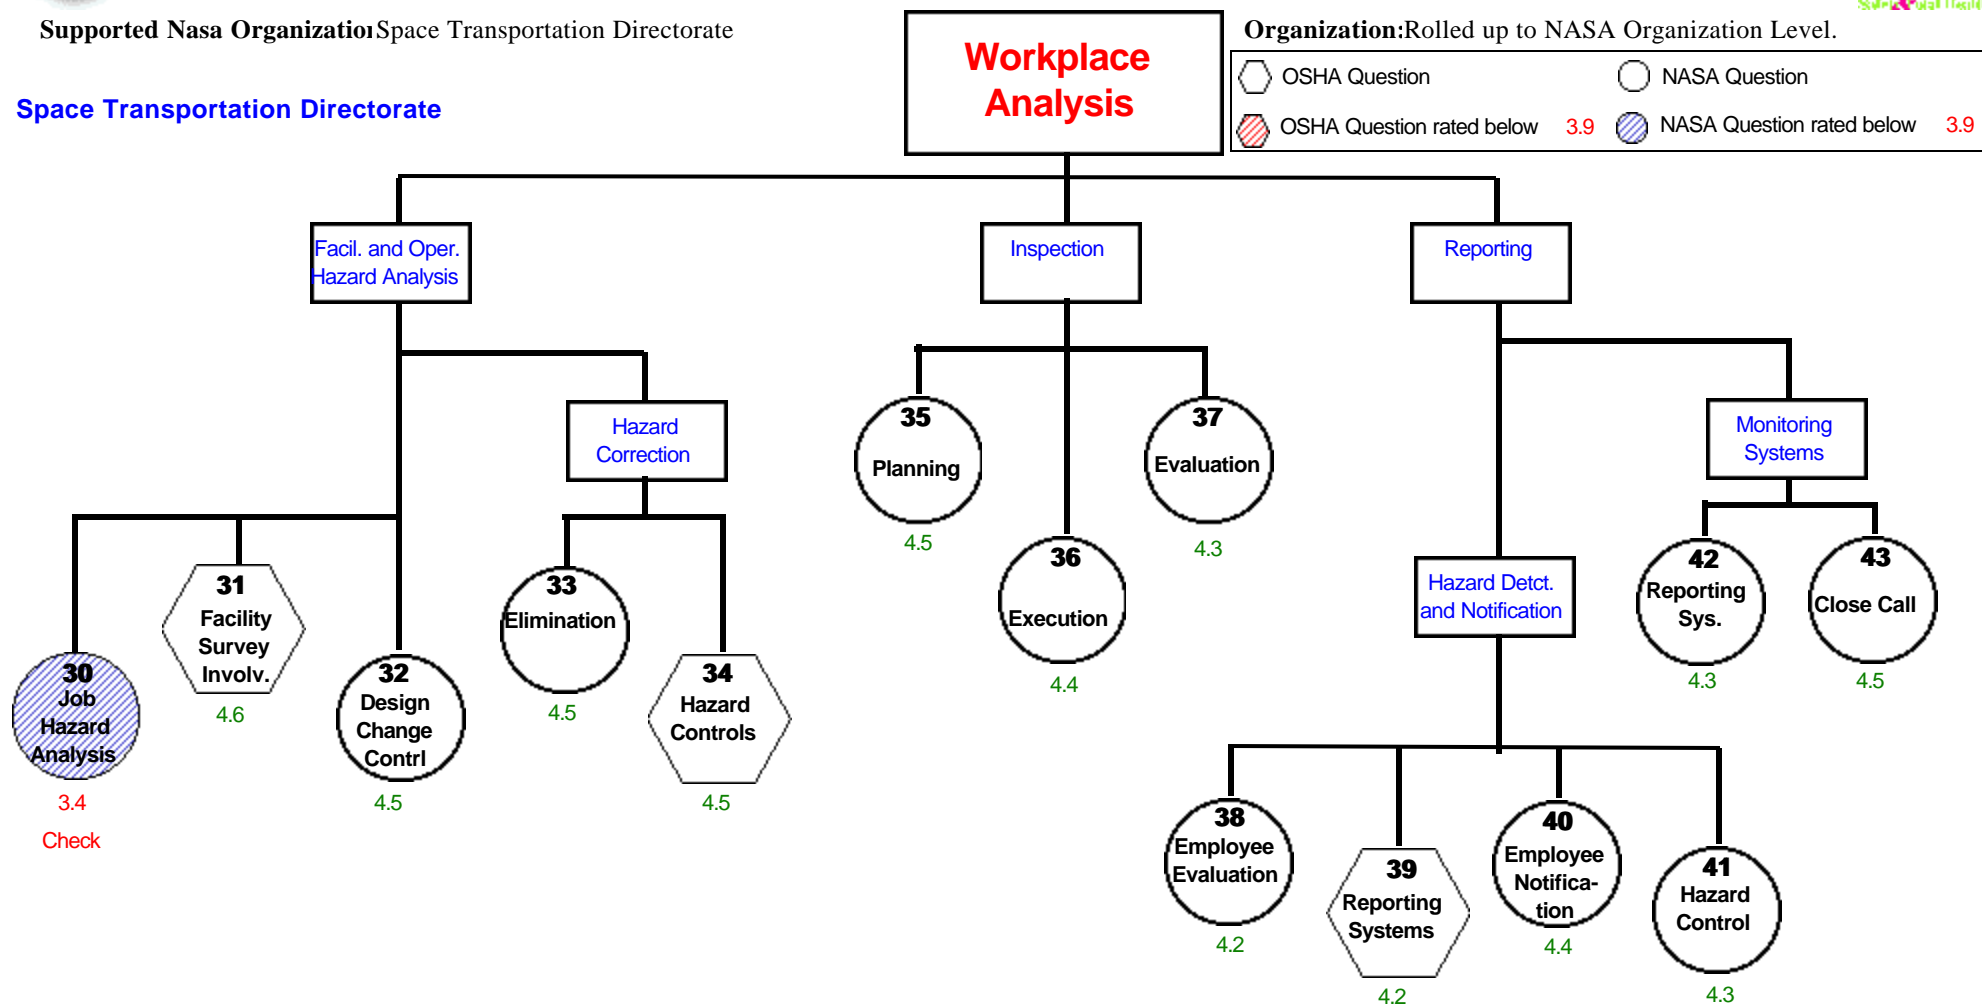 Supported Nasa Organization Space Transportation Directorate
Organization:Rolled up to NASA Organization Level.
Workplace
Analysis
OSHA Question
NASA Question
OSHA Question rated below 3.9
NASA Question rated below 3.9
Space Transportation Directorate
Facil. and Oper.
Hazard Analysis
Inspection
Reporting
Hazard
Correction
Monitoring
Systems
Hazard Detct.
and Notification
30
Job
Hazard
Analysis
3.4
Check
31
Facility
Survey
Involv.
4.6
32
Design
Change
Contrl
4.5
33
Elimination
4.5
34
Hazard
Controls
4.5
35
Planning
4.5
36
Execution
4.4
37
Evaluation
4.3
38
Employee
Evaluation
4.2
39
Reporting
Systems
4.2
40
Employee
Notifica-
tion
4.4
41
Hazard
Control
4.3
42
Reporting
Sys.
4.3
43
Close Call
4.5